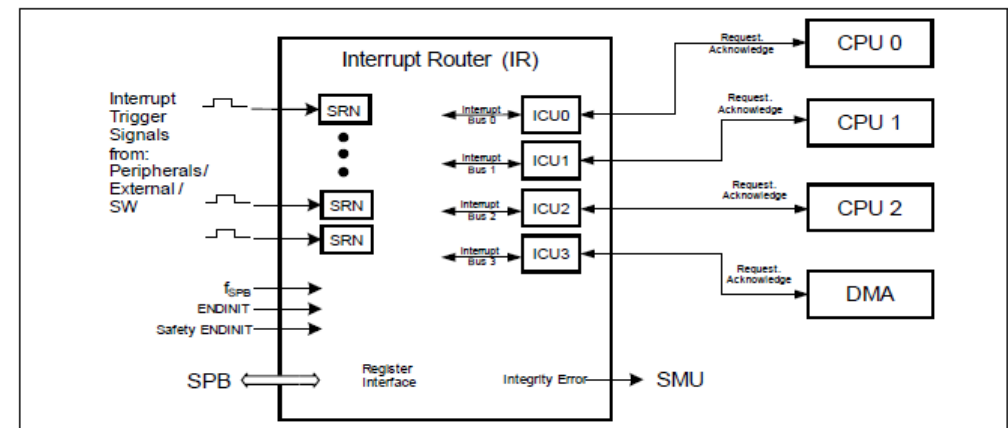 Interrupt Router (IR)
Interrupt
Trigger
Signals
from:
Peripherals/
External /
SW
SRN
SRN
SRN
fSPB
ENDINIT
Safety ENDINIT
SPB
Register
Interface
Interrupt
Bus 0
ICU0
Interrupt
Bus 1
ICU1
Interrupt
Bus 2
ICU2
Interrupt
Bus 3
ICU3
Integrity Error
SMU
Request.
Acknowledge
CPU 0
Request.
Acknowledge
CPU 1
Request.
Acknowledge
CPU 2
Request.
Acknowledge
DMA